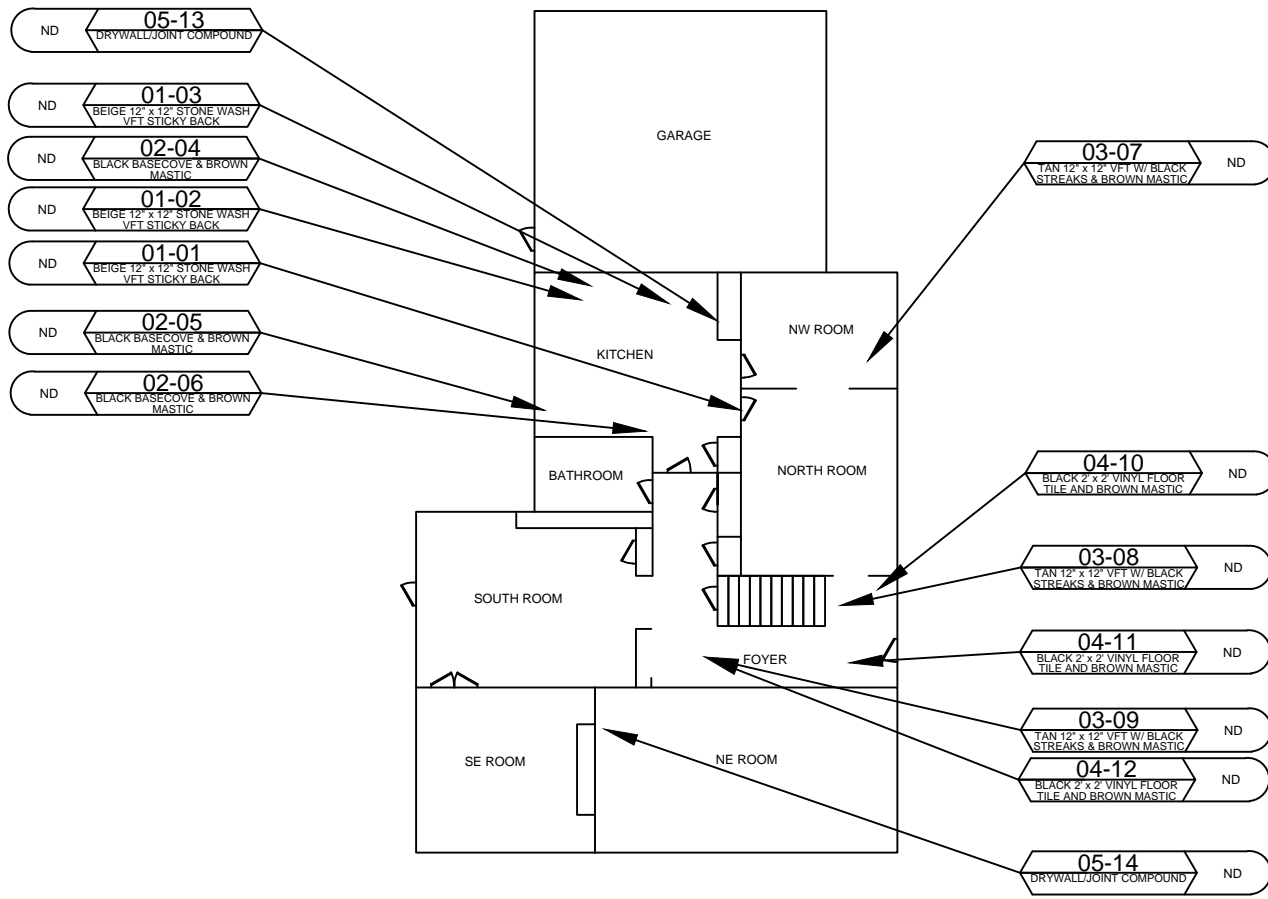 ND
05-13
DRYWALL/JOINT COMPOUND
ND
01-03
BEIGE 12" x 12" STONE WASH
VFT STICKY BACK
ND
02-04
BLACK BASECOVE & BROWN
MASTIC
ND
01-02
BEIGE 12" x 12" STONE WASH
VFT STICKY BACK
ND
01-01
BEIGE 12" x 12" STONE WASH
VFT STICKY BACK
ND
02-05
BLACK BASECOVE & BROWN
MASTIC
ND
02-06
BLACK BASECOVE & BROWN
MASTIC
GARAGE
NW ROOM
KITCHEN
BATHROOM
NORTH ROOM
SOUTH ROOM
FOYER
SE ROOM
NE ROOM
03-07
TAN 12" x 12" VFT W/ BLACK
STREAKS & BROWN MASTIC
ND
04-10
BLACK 2' x 2' VINYL FLOOR
TILE AND BROWN MASTIC
ND
03-08
TAN 12" x 12" VFT W/ BLACK
STREAKS & BROWN MASTIC
ND
04-11
BLACK 2' x 2' VINYL FLOOR
TILE AND BROWN MASTIC
ND
03-09
TAN 12" x 12" VFT W/ BLACK
STREAKS & BROWN MASTIC
ND
04-12
BLACK 2' x 2' VINYL FLOOR
TILE AND BROWN MASTIC
ND
05-14
DRYWALL/JOINT COMPOUND
ND